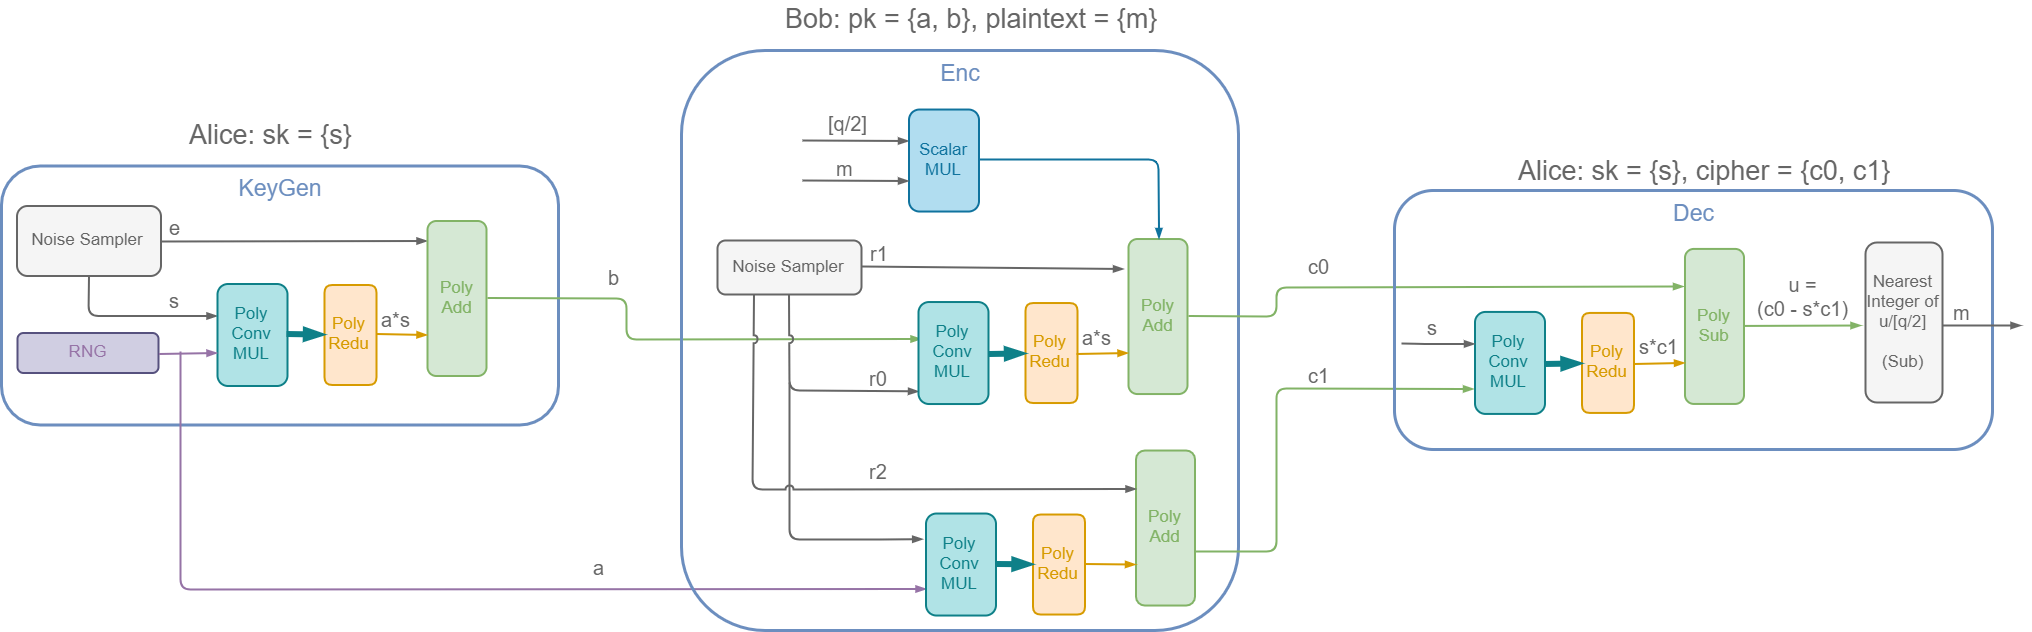 Bob: pk = {a, b}, plaintext = {m}
Enc
[q/2]
m
Scalar
MUL
Noise Sampler
r1
Poly
Conv
MUL
r0
Poly
Redu
a*s
Poly
Add
r2
Poly
Conv
MUL
Poly
Redu
Poly
Add
Alice: sk = {s}
KeyGen
Noise Sampler
e
s
RNG
Poly
Conv
MUL
Poly
Redu
a*s
Poly
Add
b
a
c0
c1
Alice: sk = {s}, cipher = {c0, c1}
Dec
s
Poly
Conv
MUL
Poly
Redu
s*c1
Poly
Sub
u =
(c0 - s*c1)
Nearest
Integer of
u/[q/2]
(Sub)
m